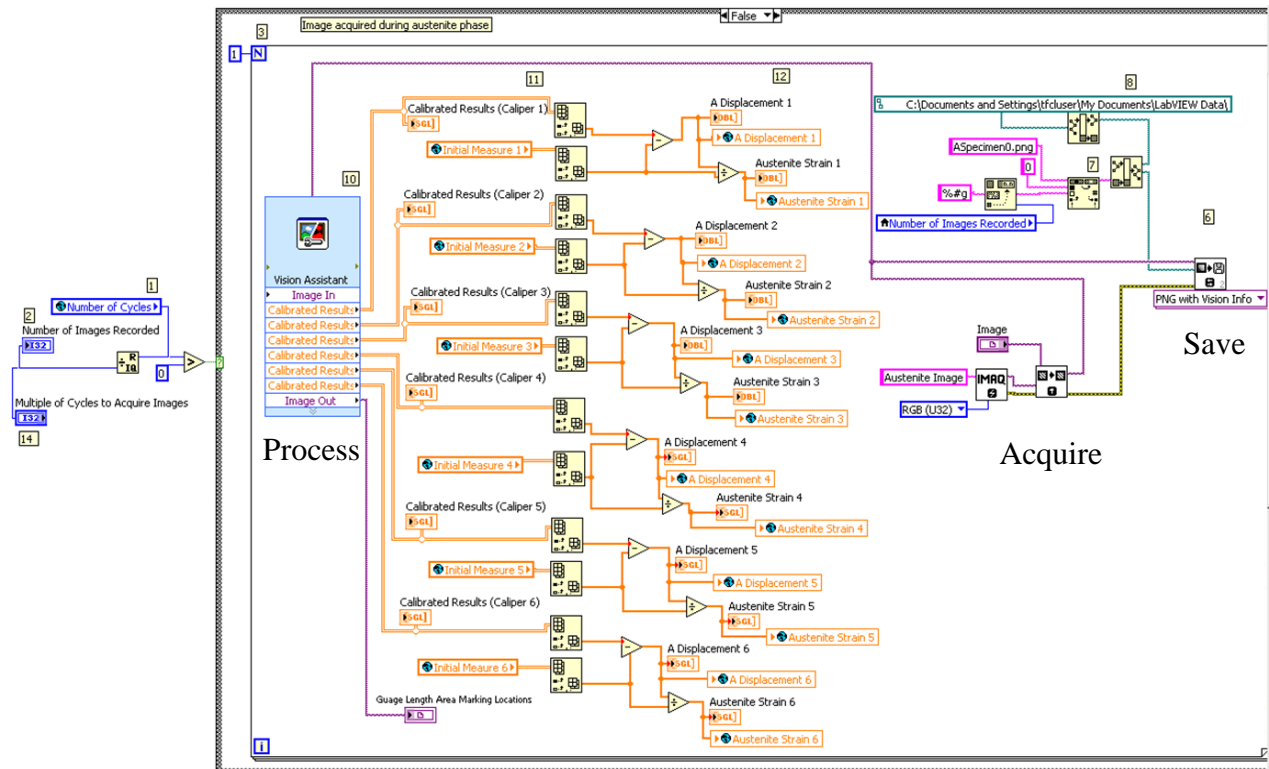 False
Image acquired during austenite phase
3
1
N
11
12
8
Calibrated Results (Caliper 1)
SGL]
Initial Measure 1
A Displacement 1
DBL]
A Displacement 1
Austenite Strain 1
DBL]
Austenite Strain 1
C:\Documents and Settings\tfcluser\My Documents\LabVIEW Data\
ASpecimen0.png
0
7
%#g
Number of Images Recorded
6
10
Calibrated Results (Caliper 2)
SGL]
Initial Measure 2
A Displacement 2
DBL]
A Displacement 2
Austenite Strain 2
DBL]
Austenite Strain 2
Vision Assistant
Image In
Calibrated Results
Calibrated Results
Calibrated Results
Calibrated Results
Calibrated Results
Calibrated Results
Image Out
Process
1
Number of Cycles
2
Number of Images Recorded
I32
R
IQ
0
>
?
Multiple of Cycles to Acquire Images
I32
14
Calibrated Results (Caliper 3)
SGL]
Initial Measure 3
A Displacement 3
DBL]
A Displacement 3
Austenite Strain 3
DBL]
Austenite Strain 3
PNG with Vision Info
Save
Image
Austenite Image
IMAQ
RGB (U32)
Acquire
Calibrated Results (Caliper 4)
SGL]
Initial Measure 4
A Displacement 4
SGL]
A Displacement 4
Austenite Strain 4
SGL]
Austenite Strain 4
Calibrated Results (Caliper 5)
SGL]
Initial Measure 5
A Displacement 5
SGL]
A Displacement 5
Austenite Strain 5
SGL]
Austenite Strain 5
Calibrated Results (Caliper 6)
SGL]
Initial Meaure 6
A Displacement 6
SGL]
A Displacement 6
Austenite Strain 6
SGL]
Austenite Strain 6
Guage Length Area Marking Locations
i